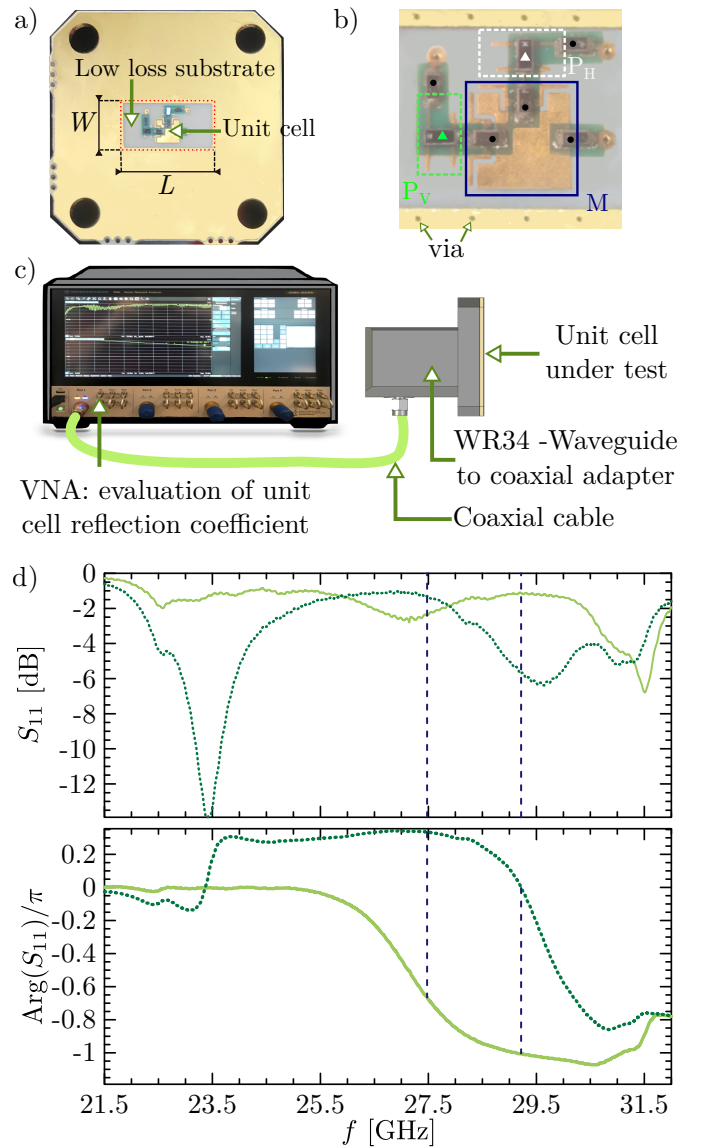 a)
Low loss substrate
W
Unit cell
L
b)
P_H
P_V
M
via
c)
Unit cell
under test
WR34 -Waveguide
to coaxial adapter
Coaxial cable
VNA: evaluation of unit
cell reflection coefficient
d)
0
-2
-4
-6
-8
-10
-12
S₁₁ [dB]
0.2
0
-0.2
-0.4
-0.6
-0.8
-1
Arg(S₁₁)/π
21.5 23.5 25.5 27.5 29.5 31.5
f [GHz]